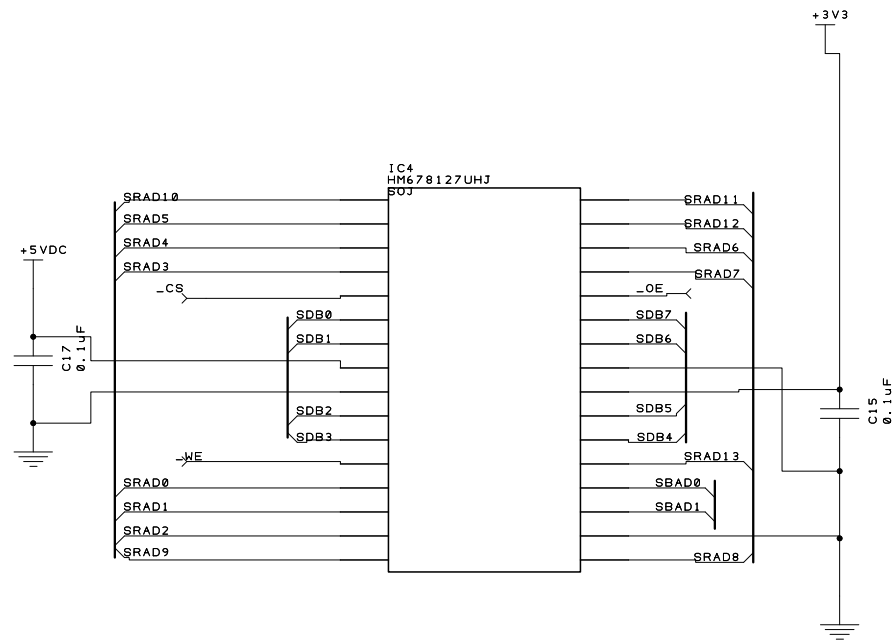 +3V3
IC4
HM678127UHJ
SOJ
SRAD10
SRAD11
SRAD5
SRAD12
SRAD4
SRAD6
+5VDC
SRAD3
SRAD7
_CS
_OE
SDB0
SDB7
SDB1
SDB6
C17
0.1uF
C15
0.1uF
SDB2
SDB5
SDB3
SDB4
_WE
SRAD13
SRAD0
SBAD0
SRAD1
SBAD1
SRAD2
SRAD9
SRAD8